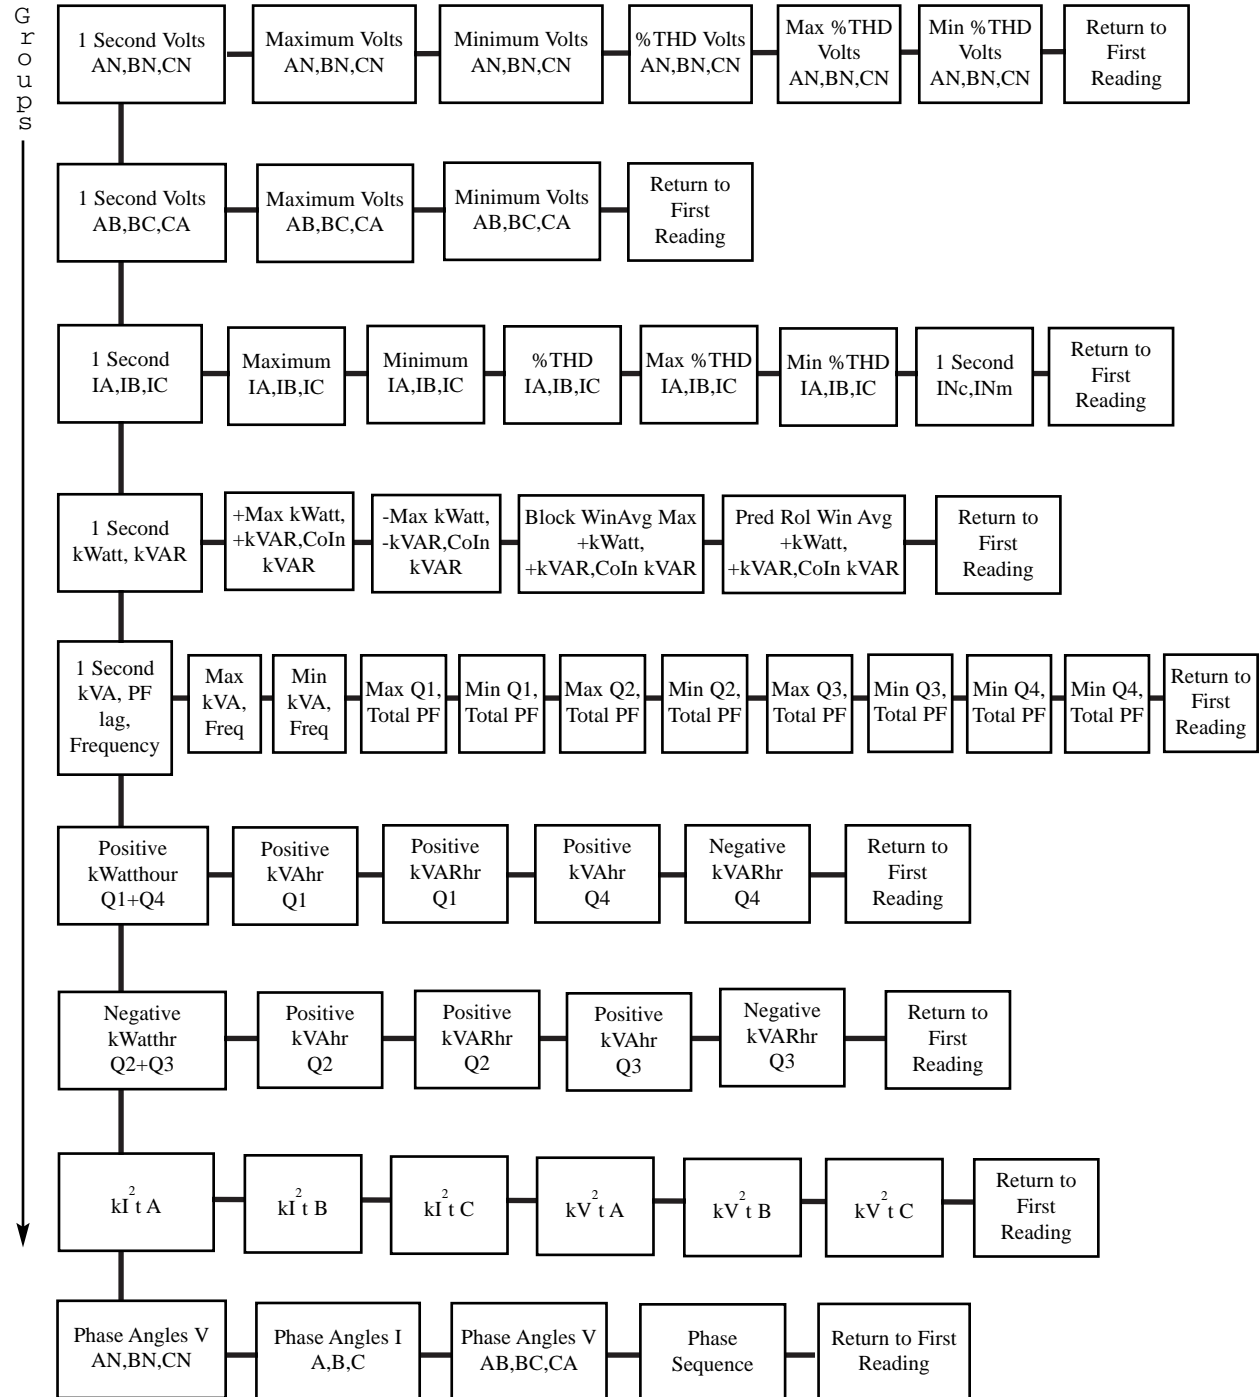 Groups
1 Second Volts
AN,BN,CN
Maximum Volts
AN,BN,CN
Minimum Volts
AN,BN,CN
%THD Volts
AN,BN,CN
Max %THD
Volts
AN,BN,CN
Min %THD
Volts
AN,BN,CN
Return to
First
Reading
1 Second Volts
AB,BC,CA
Maximum Volts
AB,BC,CA
Minimum Volts
AB,BC,CA
Return to
First
Reading
1 Second
IA,IB,IC
Maximum
IA,IB,IC
Minimum
IA,IB,IC
%THD
IA,IB,IC
Max %THD
IA,IB,IC
Min %THD
IA,IB,IC
1 Second
INc,INm
Return to
First
Reading
1 Second
kWatt, kVAR
+Max kWatt,
+kVAR,CoIn
kVAR
-Max kWatt,
-kVAR,CoIn
kVAR
Block WinAvg Max
+kWatt,
+kVAR,CoIn kVAR
Pred Rol Win Avg
+kWatt,
+kVAR,CoIn kVAR
Return to
First
Reading
1 Second
kVA, PF
lag,
Frequency
Max
kVA,
Freq
Min
kVA,
Freq
Max Q1,
Total PF
Min Q1,
Total PF
Max Q2,
Total PF
Min Q2,
Total PF
Max Q3,
Total PF
Min Q3,
Total PF
Min Q4,
Total PF
Min Q4,
Total PF
Return to
First
Reading
Positive
kWatthour
Q1+Q4
Positive
kVAhr
Q1
Positive
kVARhr
Q1
Positive
kVAhr
Q4
Negative
kVARhr
Q4
Return to
First
Reading
Negative
kWatthr
Q2+Q3
Positive
kVAhr
Q2
Positive
kVARhr
Q2
Positive
kVAhr
Q3
Negative
kVARhr
Q3
Return to
First
Reading
kI²t A
kI²t B
kI²t C
kV²t A
kV²t B
kV²t C
Return to
First
Reading
Phase Angles V
AN,BN,CN
Phase Angles I
A,B,C
Phase Angles V
AB,BC,CA
Phase
Sequence
Return to First
Reading